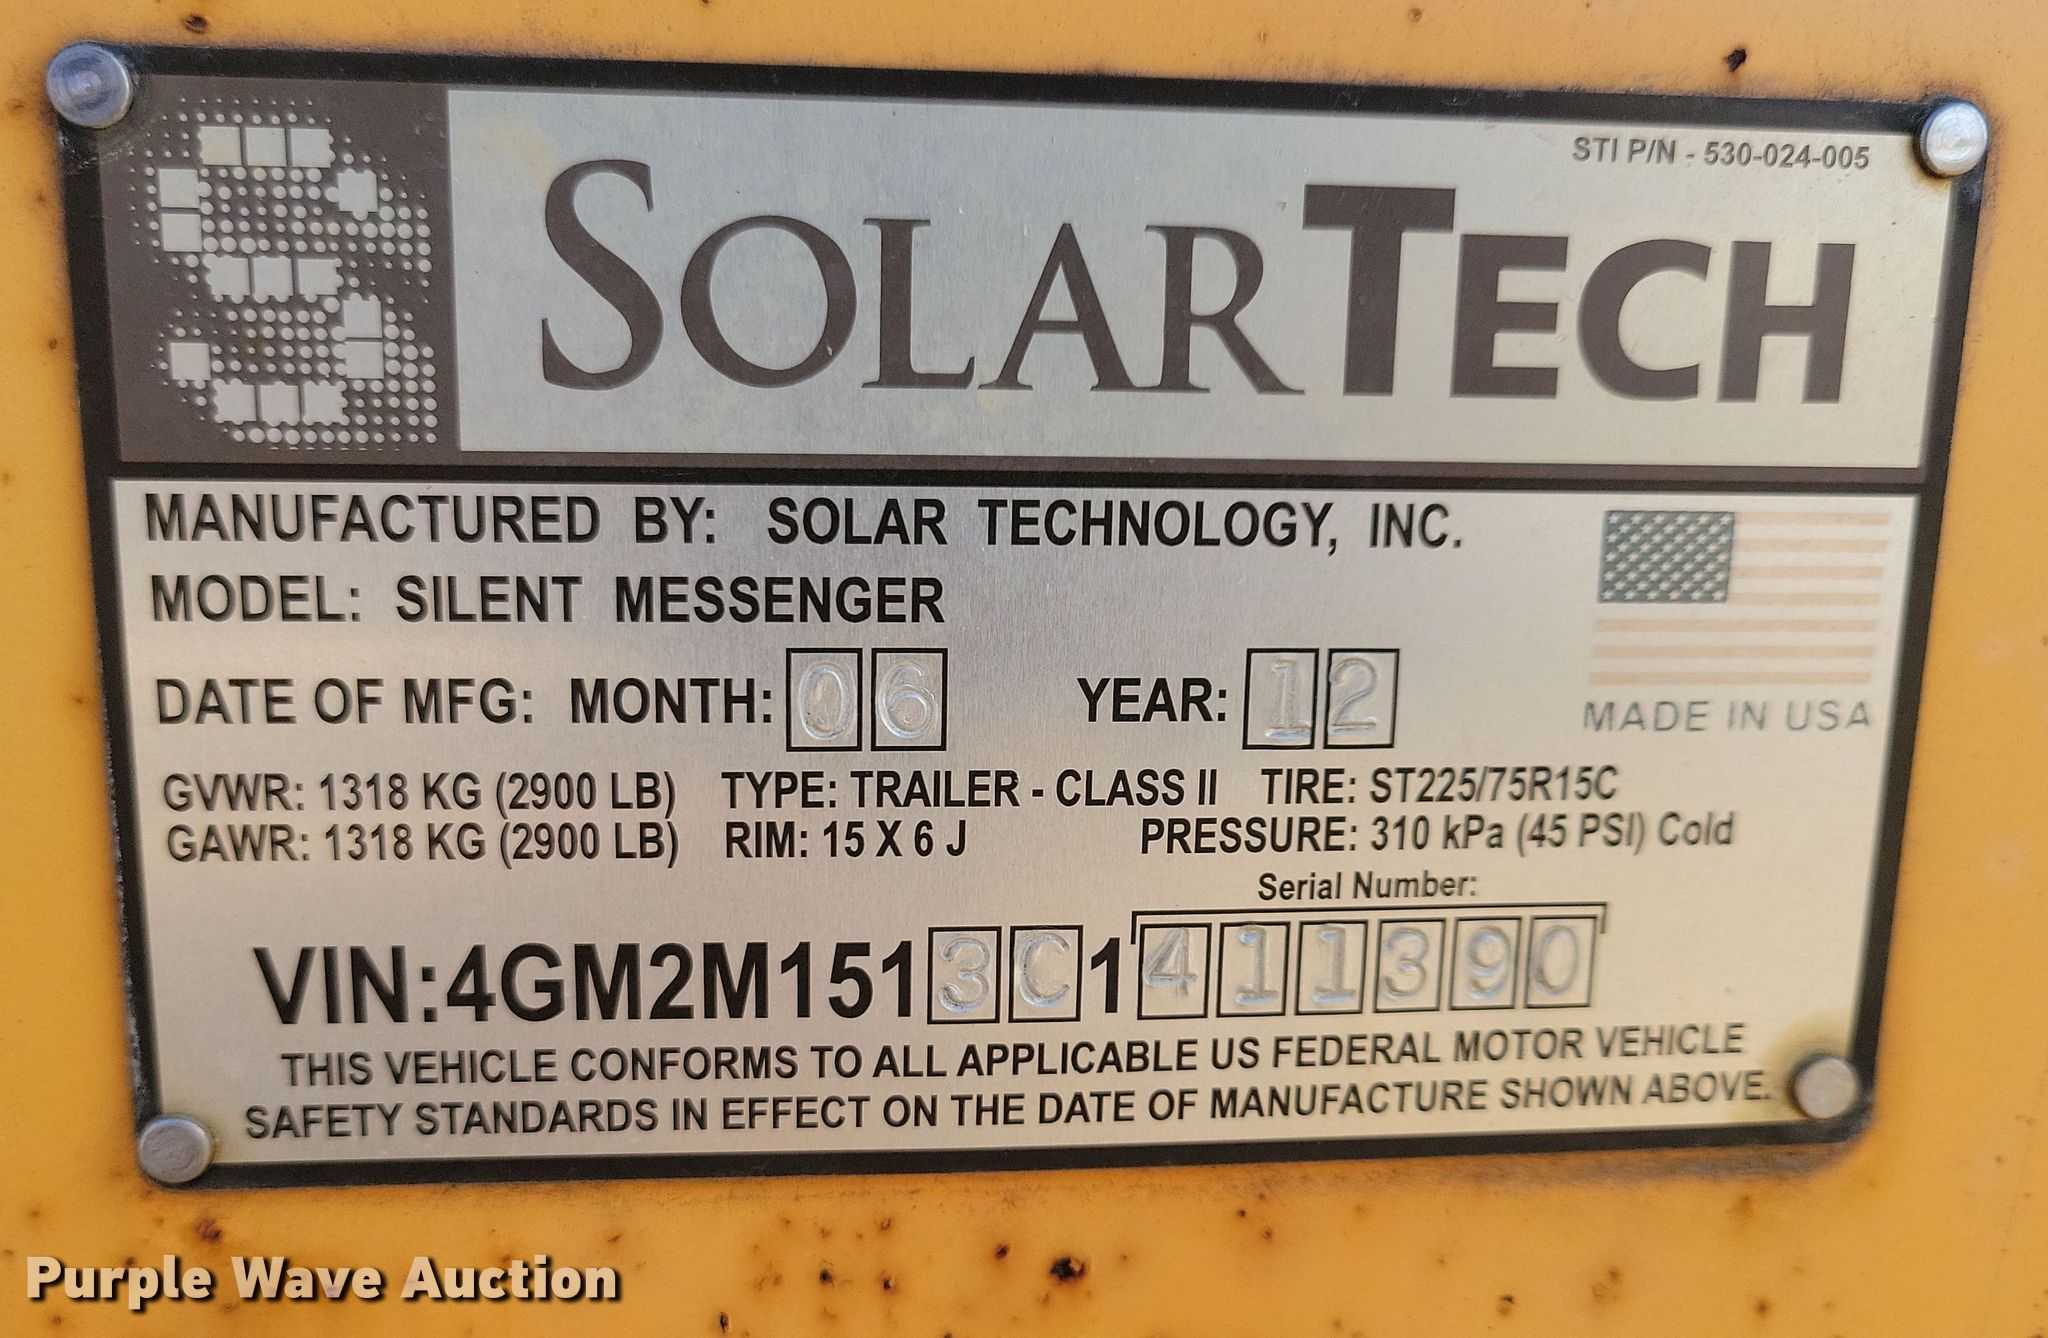 STI P/N - 530-024-005
SOLARTECH
MANUFACTURED BY: SOLAR TECHNOLOGY, INC.
MODEL: SILENT MESSENGER
DATE OF MFG: MONTH: 06 YEAR: 12
MADE IN USA
GVWR: 1318 KG (2900 LB) TYPE: TRAILER - CLASS II TIRE: ST225/75R15C
GAWR: 1318 KG (2900 LB) RIM: 15 X 6 J PRESSURE: 310 kPa (45 PSI) Cold
Serial Number:
VIN:4GM2M1513C1411390
THIS VEHICLE CONFORMS TO ALL APPLICABLE US FEDERAL MOTOR VEHICLE
SAFETY STANDARDS IN EFFECT ON THE DATE OF MANUFACTURE SHOWN ABOVE.
Purple Wave Auction